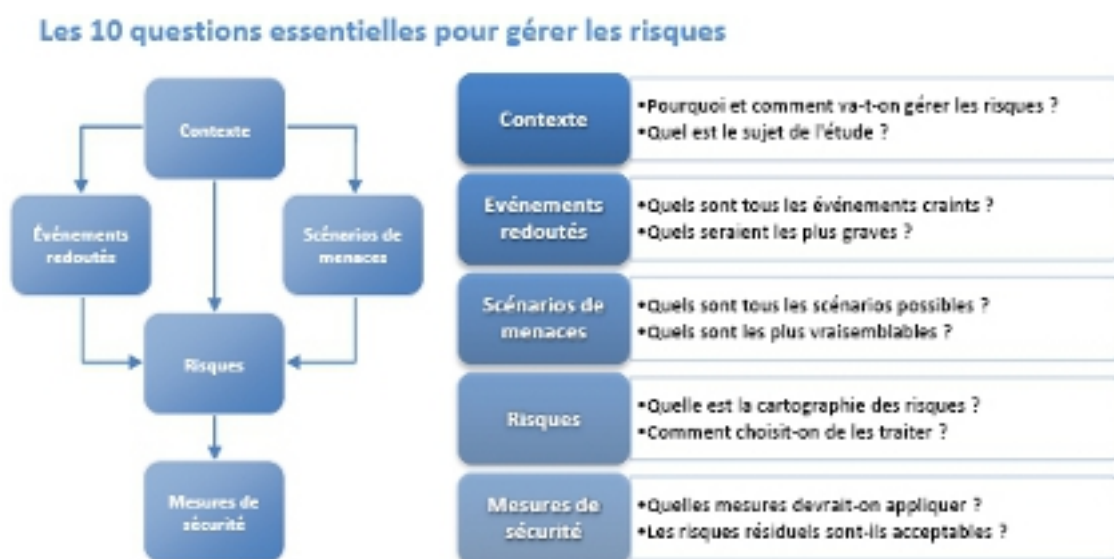 Les 10 questions essentielles pour gérer les risques
Contexte
Événements
redoutés
Scénarios de
menaces
Risques
Mesures de
sécurité
Contexte
•Pourquoi et comment va-t-on gérer les risques ?
•Quel est le sujet de l'étude ?
Evénements
redoutés
•Quels sont tous les événements craints ?
•Quels seraient les plus graves ?
Scénarios de
menaces
•Quels sont tous les scénarios possibles ?
•Quels sont les plus vraisemblables ?
Risques
•Quelle est la cartographie des risques ?
•Comment choisit-on de les traiter ?
Mesures de
sécurité
•Quelles mesures devrait-on appliquer ?
•Les risques résiduels sont-ils acceptables ?